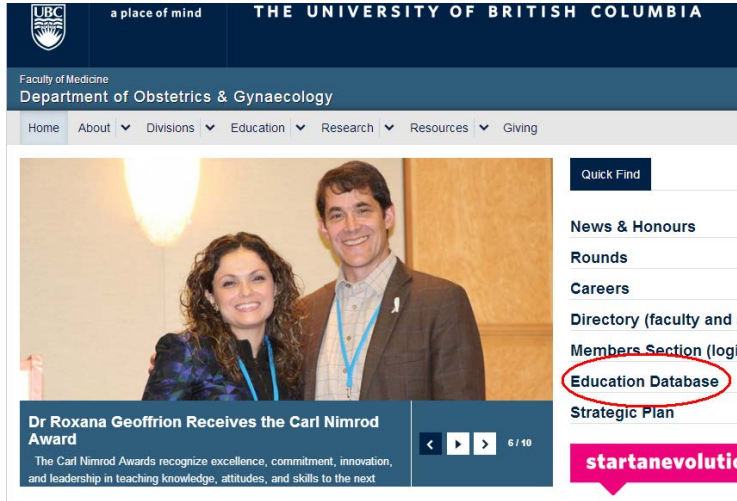 UBC
a place of mind
THE UNIVERSITY OF BRITISH COLUMBIA
Faculty of Medicine
Department of Obstetrics & Gynaecology
Home About Divisions Education Research Resources Giving
Quick Find
News & Honours
Rounds
Careers
Directory (faculty and
Members Section (logi
Education Database
Strategic Plan
Dr Roxana Geoffrion Receives the Carl Nimrod
Award
The Carl Nimrod Awards recognize excellence, commitment, innovation,
and leadership in teaching knowledge, attitudes, and skills to the next
6 / 10
startanevolutio